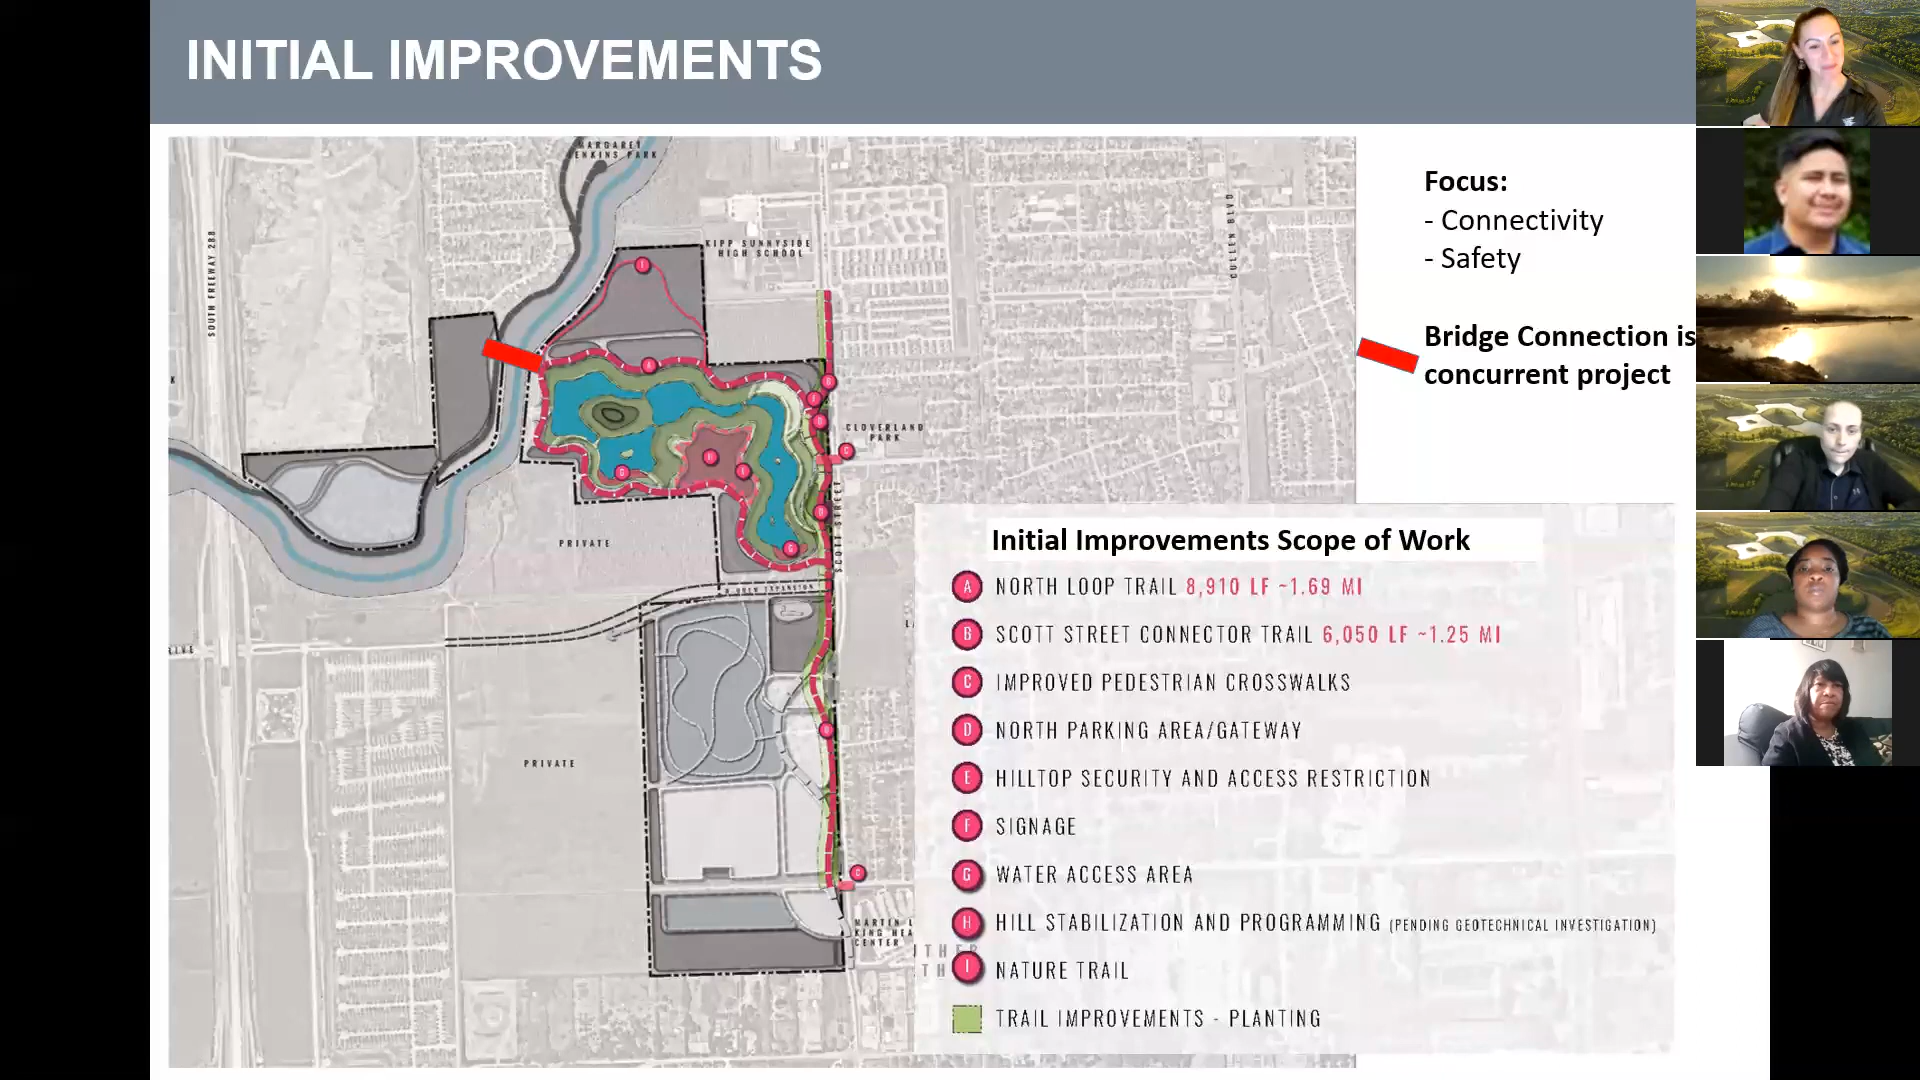 INITIAL IMPROVEMENTS
MARGARET
JENKINS PARK
SOUTH FREEWAY 288
KIPP SUNNYSIDE
HIGH SCHOOL
CULLEN BLVD
Focus:
- Connectivity
- Safety
Bridge Connection is
concurrent project
CLOVERLAND
PARK
SCOTT STREET
PRIVATE
PRIVATE
MARTIN L
KING HEA
CENTER
Initial Improvements Scope of Work
A NORTH LOOP TRAIL 8,910 LF ~1.69 MI
B SCOTT STREET CONNECTOR TRAIL 6,050 LF ~1.25 MI
C IMPROVED PEDESTRIAN CROSSWALKS
D NORTH PARKING AREA/GATEWAY
E HILLTOP SECURITY AND ACCESS RESTRICTION
F SIGNAGE
G WATER ACCESS AREA
H HILL STABILIZATION AND PROGRAMMING (PENDING GEOTECHNICAL INVESTIGATION)
I NATURE TRAIL
TRAIL IMPROVEMENTS - PLANTING